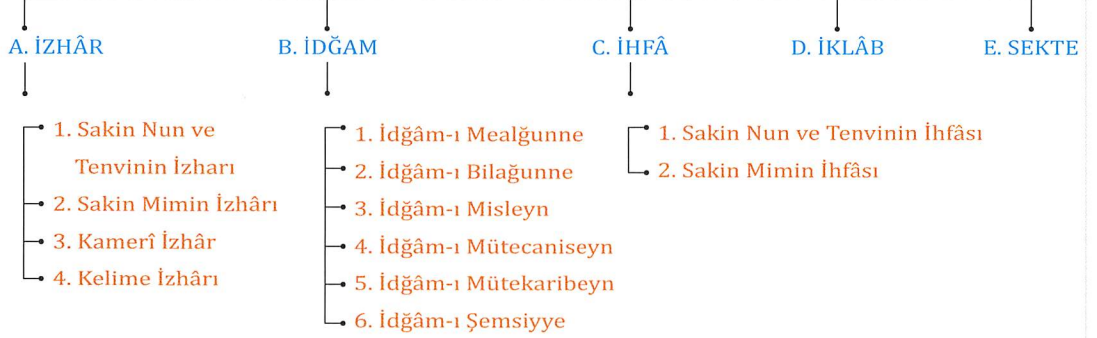 A. İZHÂR
B. İDĞAM
C. İHFÂ
D. İKLÂB
E. SEKTE
1. Sakin Nun ve
Tenvinin İzharı
2. Sakin Mimin İzhârı
3. Kamerî İzhâr
4. Kelime İzhârı
1. İdğâm-ı Mealğunne
2. İdğâm-ı Bilağunne
3. İdğâm-ı Misleyn
4. İdğâm-ı Mütecaniseyn
5. İdğâm-ı Mütekaribeyn
6. İdğâm-ı Şemsiyye
1. Sakin Nun ve Tenvinin İhfâsı
2. Sakin Mimin İhfâsı